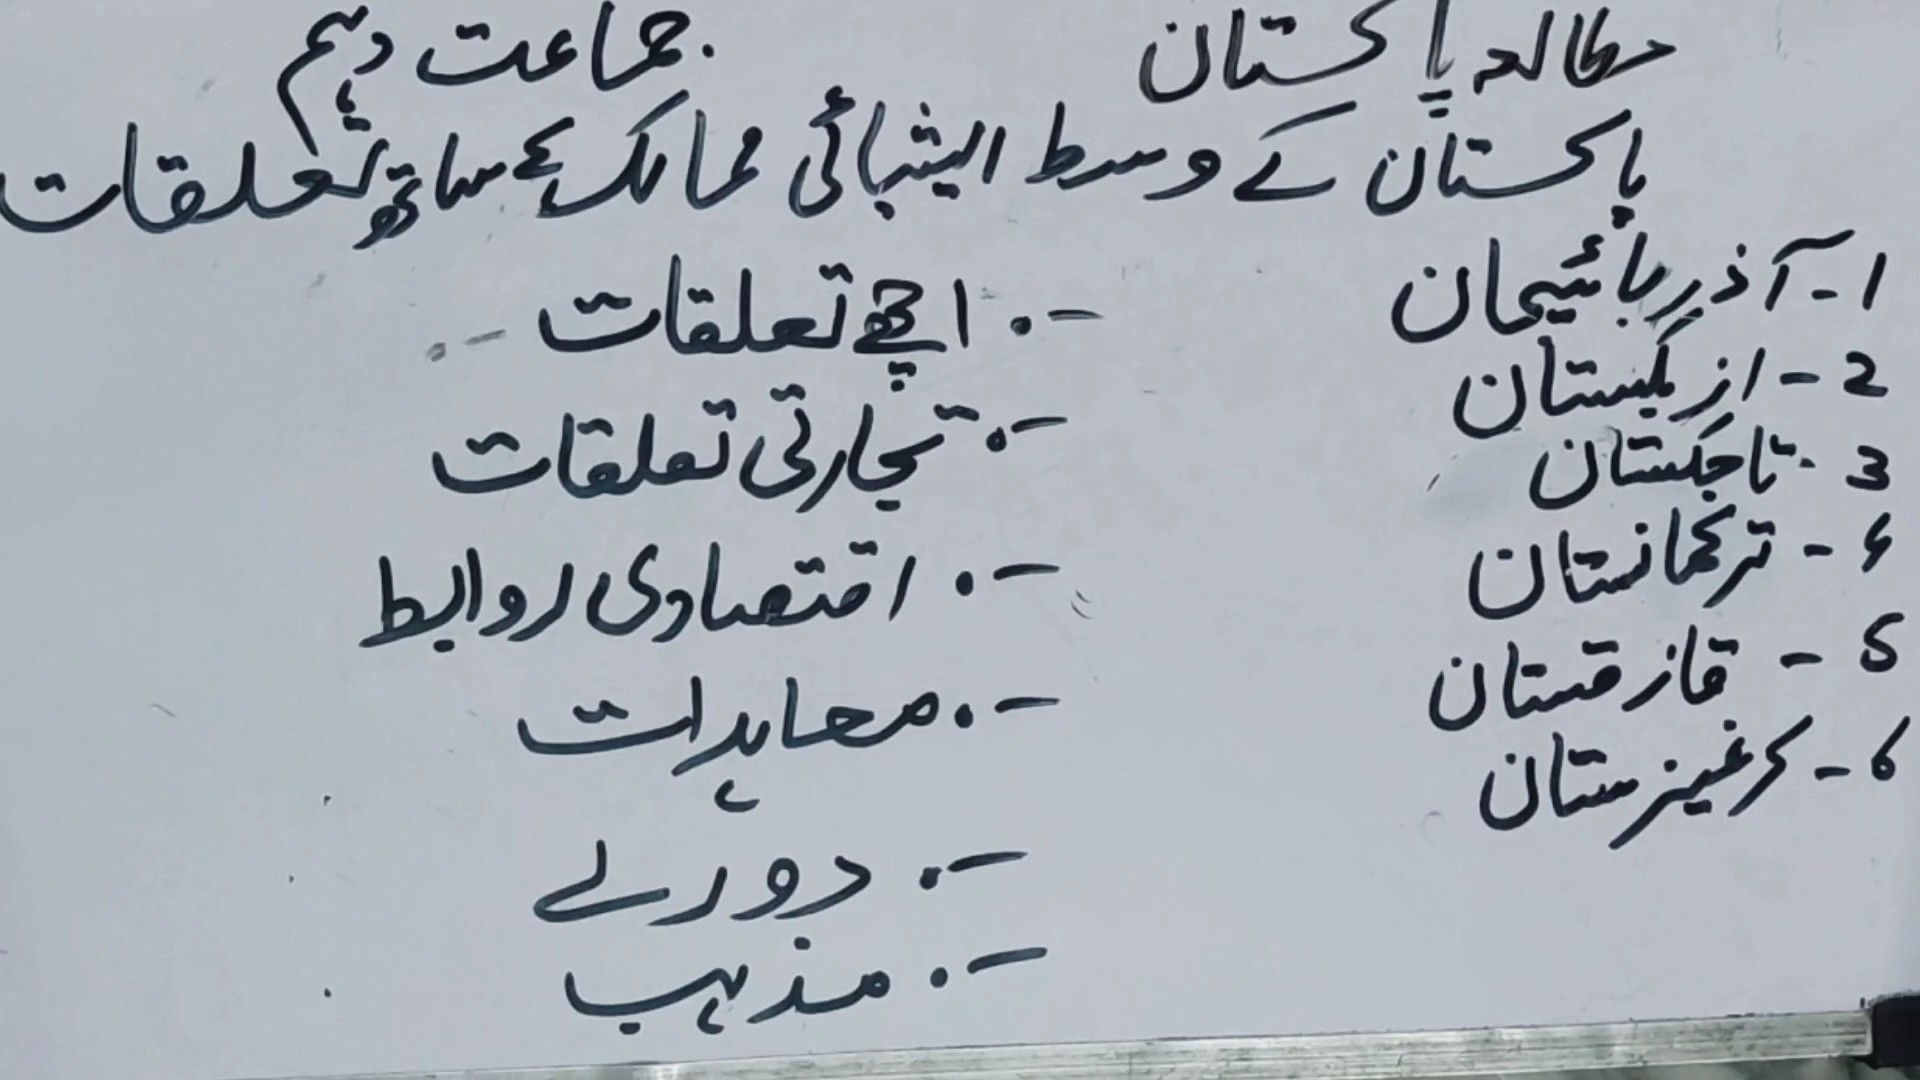 مطالعہ پاکستان جماعت دہم
پاکستان کے وسط ایشیائی ممالک کے ساتھ تعلقات
1- آذربائیجان -. اچھے تعلقات -.
2- ازبکستان -. تجارتی تعلقات
3. تاجکستان
4- ترکمانستان -. اقتصادی روابط
5- قازقستان -. معاہدات
6- کرغیزستان
-. دورے
-. مذہب